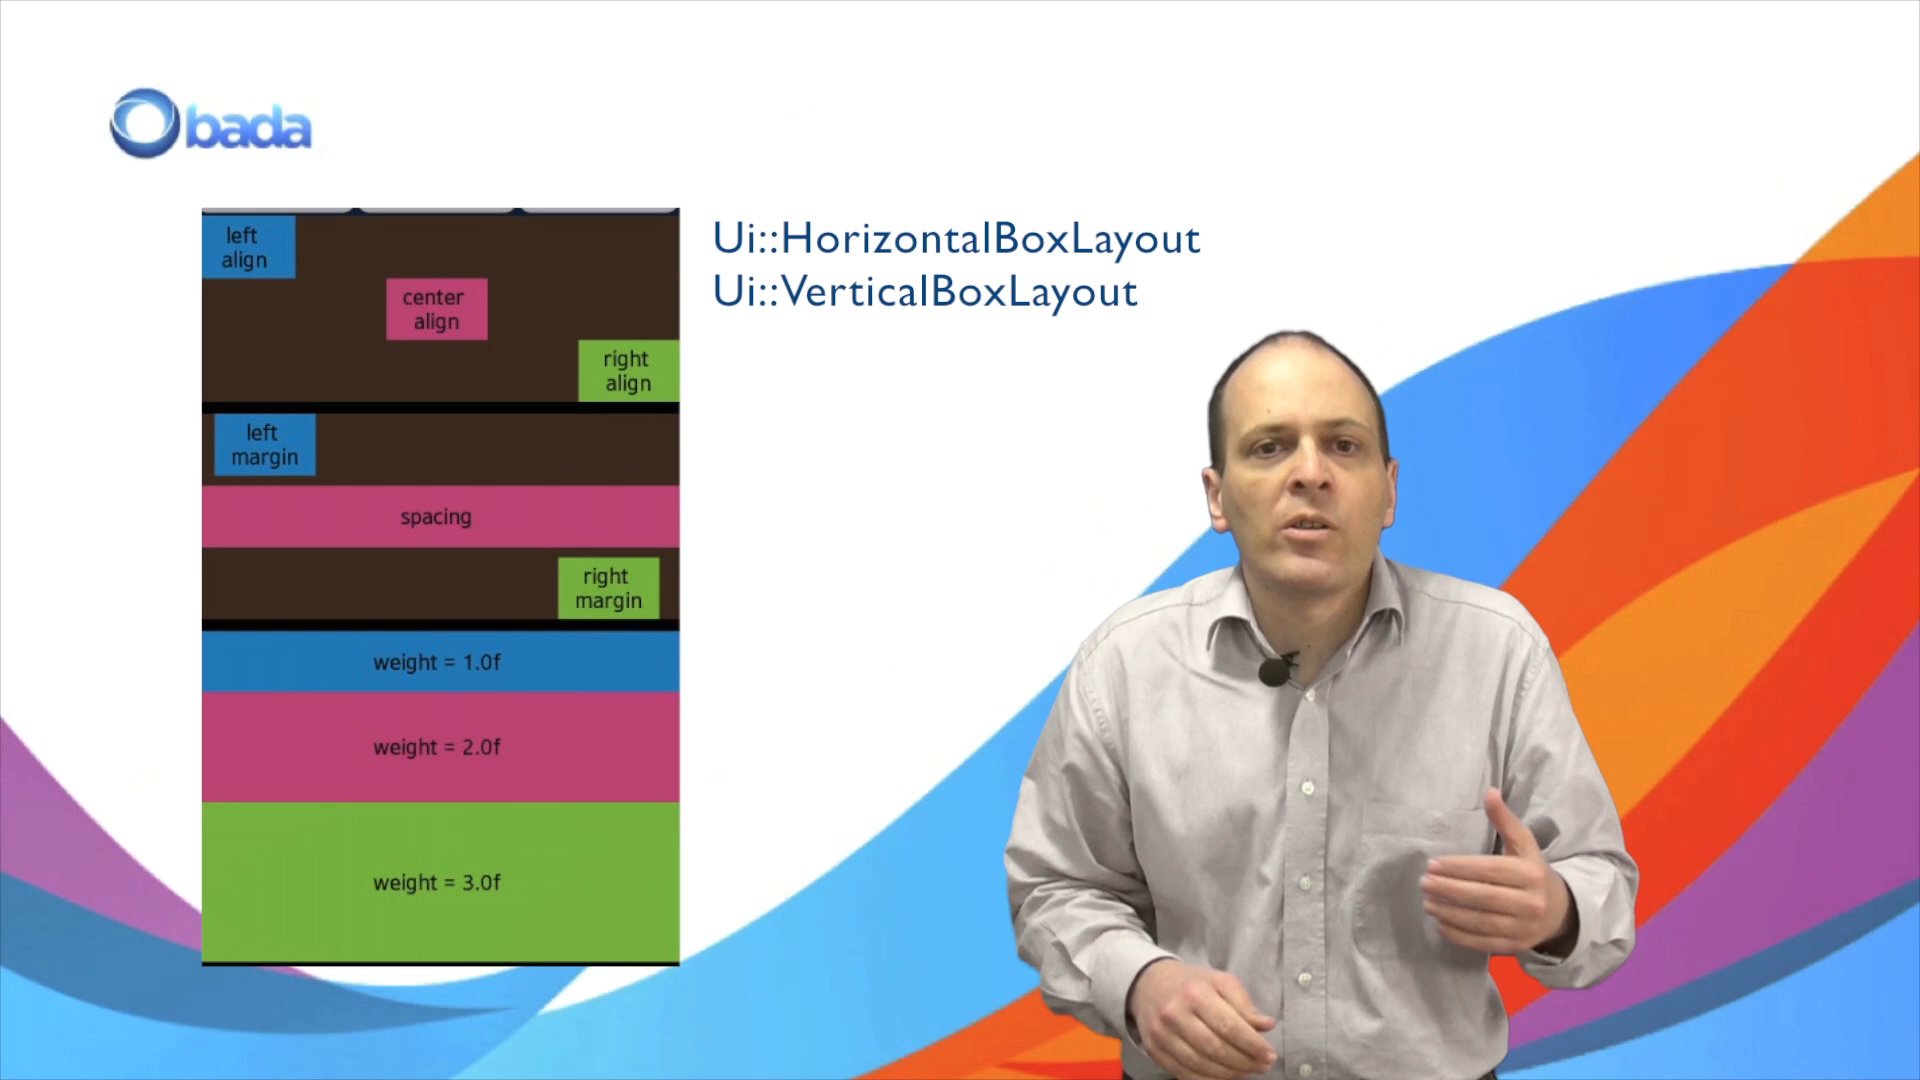 bada
Ui::HorizontalBoxLayout
Ui::VerticalBoxLayout
left
align
center
align
right
align
left
margin
spacing
right
margin
weight = 1.0f
weight = 2.0f
weight = 3.0f